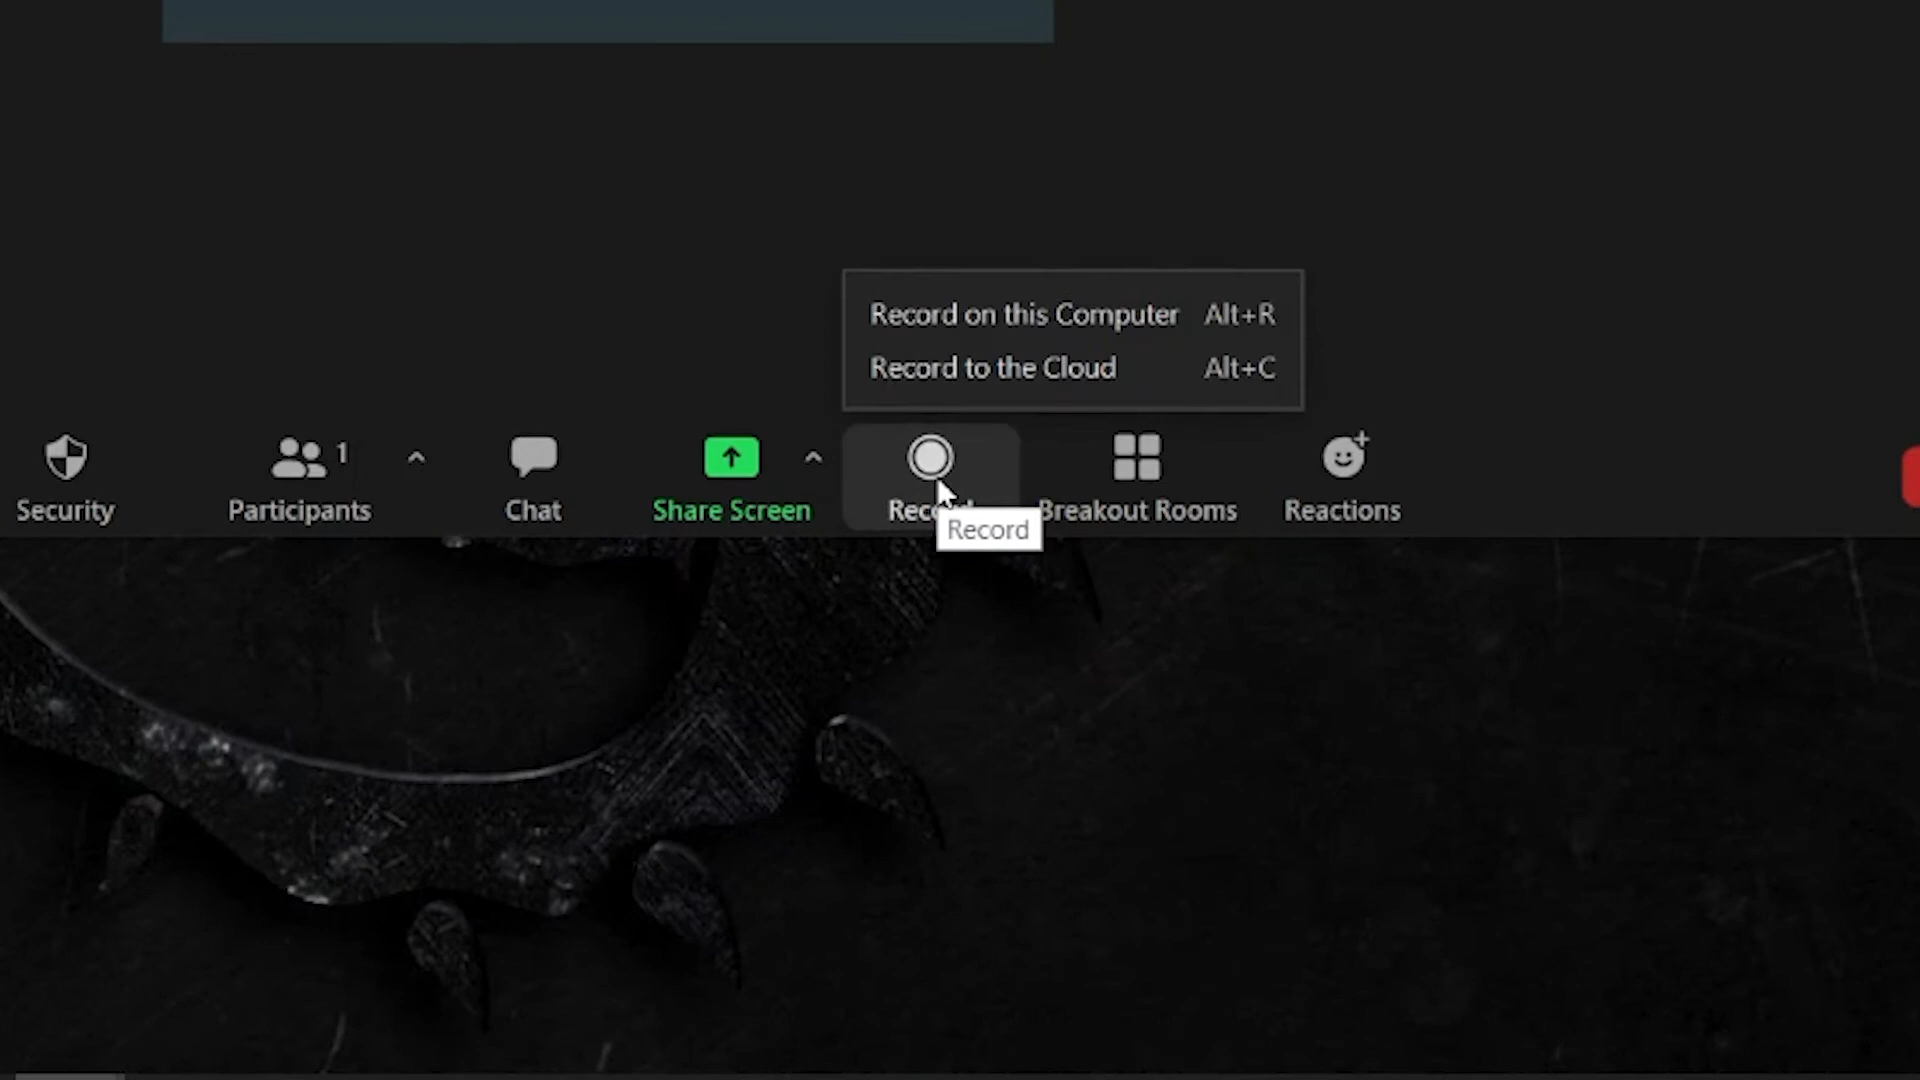 Record on this Computer Alt+R
Record to the Cloud Alt+C
1
Security
Participants
Chat
Share Screen
Breakout Rooms
Reactions
Record